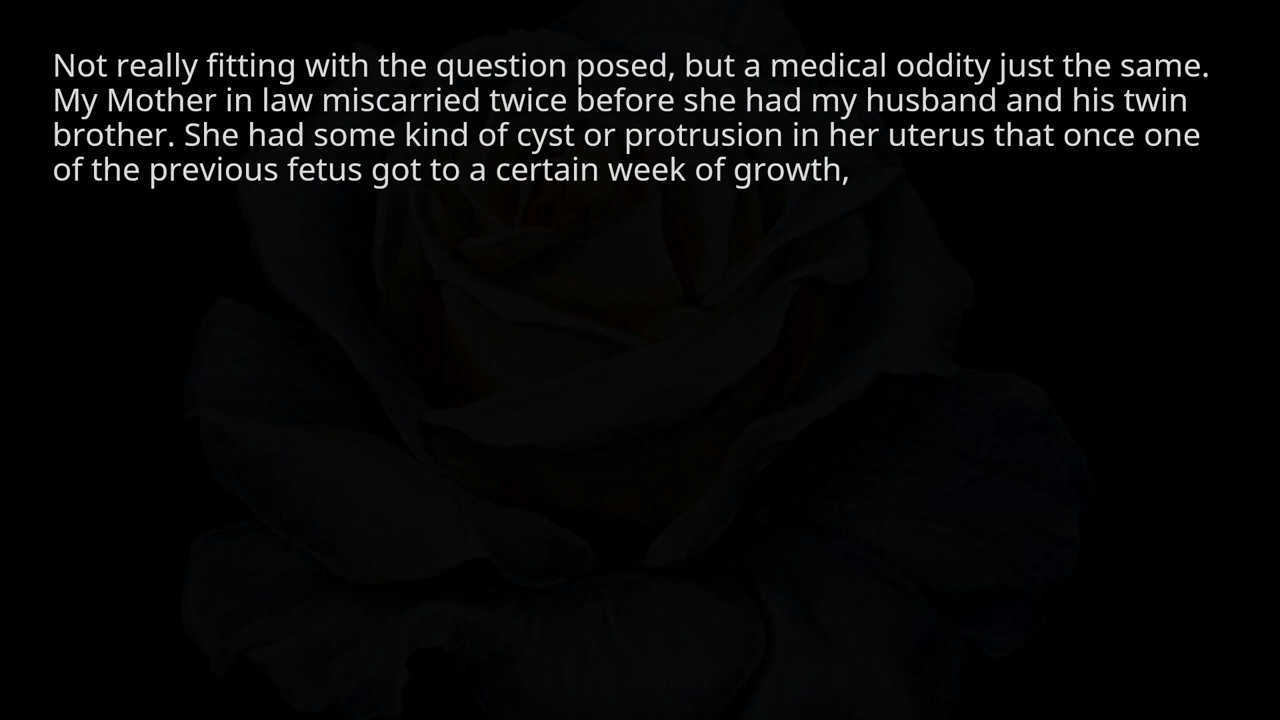 Not really fitting with the question posed, but a medical oddity just the same.
My Mother in law miscarried twice before she had my husband and his twin
brother. She had some kind of cyst or protrusion in her uterus that once one
of the previous fetus got to a certain week of growth,